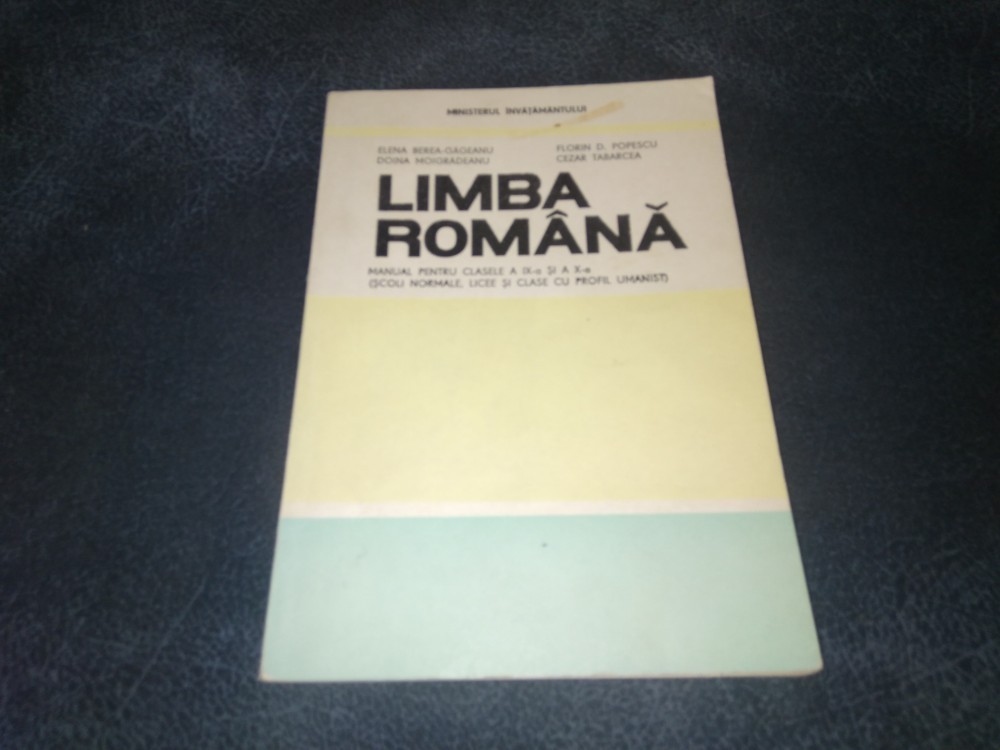 MINISTERUL ÎNVĂȚĂMÂNTULUI
ELENA BEREA-GĂGEANU FLORIN D. POPESCU
DOINA MOIGRĂDEANU CEZAR TABARCEA
LIMBA
ROMÂNĂ
MANUAL PENTRU CLASELE A IX-a ȘI A X-a
(ȘCOLI NORMALE, LICEE ȘI CLASE CU PROFIL UMANIST)